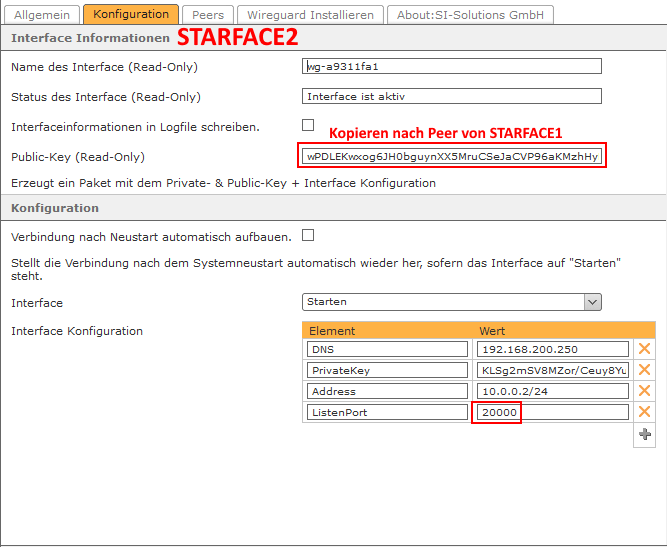 Allgemein Konfiguration Peers Wireguard Installieren About:SI-Solutions GmbH
Interface Informationen STARFACE2
Name des Interface (Read-Only) wg-a9311fa1
Status des Interface (Read-Only) Interface ist aktiv
Interfaceinformationen in Logfile schreiben.
Kopieren nach Peer von STARFACE1
Public-Key (Read-Only) wPDLEKwxog6JH0bguynXX5MruCSeJaCVP96aKMzhHy
Erzeugt ein Paket mit dem Private- & Public-Key + Interface Konfiguration
Konfiguration
Verbindung nach Neustart automatisch aufbauen.
Stellt die Verbindung nach dem Systemneustart automatisch wieder her, sofern das Interface auf "Starten"
steht.
Interface Starten
Interface Konfiguration Element Wert
DNS 192.168.200.250
PrivateKey KLSg2mSV8MZor/Ceuy8Yu
Address 10.0.0.2/24
ListenPort 20000